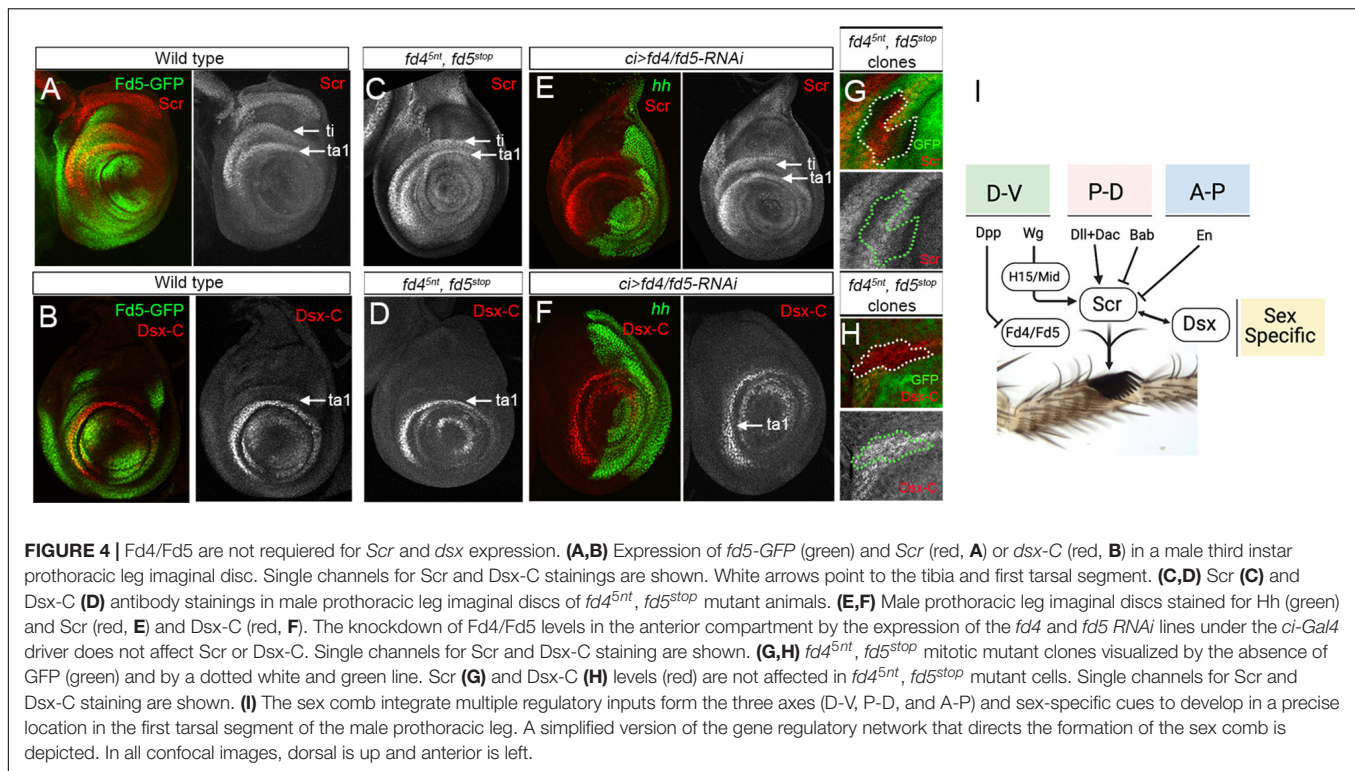 Wild type
fd4^5nt, fd5^stop
ci>fd4/fd5-RNAi
fd4^5nt, fd5^stop
clones
A
Fd5-GFP
Scr
Scr
ti
ta1
C
Scr
ti
ta1
E
hh
Scr
Scr
ti
ta1
G
GFP
Scr
Scr
I
D-V
P-D
A-P
Dpp
Wg
Dll+Dac
Bab
En
H15/Mid
Scr
Fd4/Fd5
Dsx
Sex
Specific
Wild type
fd4^5nt, fd5^stop
ci>fd4/fd5-RNAi
fd4^5nt, fd5^stop
clones
B
Fd5-GFP
Dsx-C
Dsx-C
ta1
D
Dsx-C
ta1
F
hh
Dsx-C
Dsx-C
ta1
H
GFP
Dsx-C
Dsx-C
FIGURE 4 | Fd4/Fd5 are not requiered for Scr and dsx expression. (A,B) Expression of fd5-GFP (green) and Scr (red, A) or dsx-C (red, B) in a male third instar
prothoracic leg imaginal disc. Single channels for Scr and Dsx-C stainings are shown. White arrows point to the tibia and first tarsal segment. (C,D) Scr (C) and
Dsx-C (D) antibody stainings in male prothoracic leg imaginal discs of fd4^5nt, fd5^stop mutant animals. (E,F) Male prothoracic leg imaginal discs stained for Hh (green)
and Scr (red, E) and Dsx-C (red, F). The knockdown of Fd4/Fd5 levels in the anterior compartment by the expression of the fd4 and fd5 RNAi lines under the ci-Gal4
driver does not affect Scr or Dsx-C. Single channels for Scr and Dsx-C staining are shown. (G,H) fd4^5nt, fd5^stop mitotic mutant clones visualized by the absence of
GFP (green) and by a dotted white and green line. Scr (G) and Dsx-C (H) levels (red) are not affected in fd4^5nt, fd5^stop mutant cells. Single channels for Scr and
Dsx-C staining are shown. (I) The sex comb integrate multiple regulatory inputs form the three axes (D-V, P-D, and A-P) and sex-specific cues to develop in a precise
location in the first tarsal segment of the male prothoracic leg. A simplified version of the gene regulatory network that directs the formation of the sex comb is
depicted. In all confocal images, dorsal is up and anterior is left.